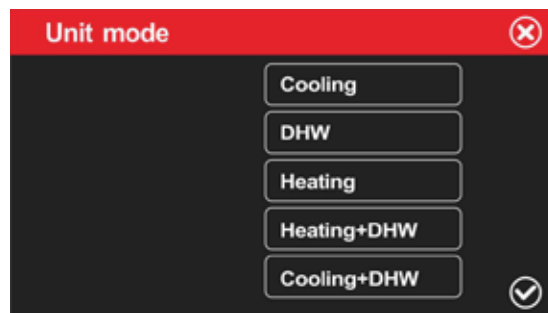 Unit mode
Cooling
DHW
Heating
Heating+DHW
Cooling+DHW